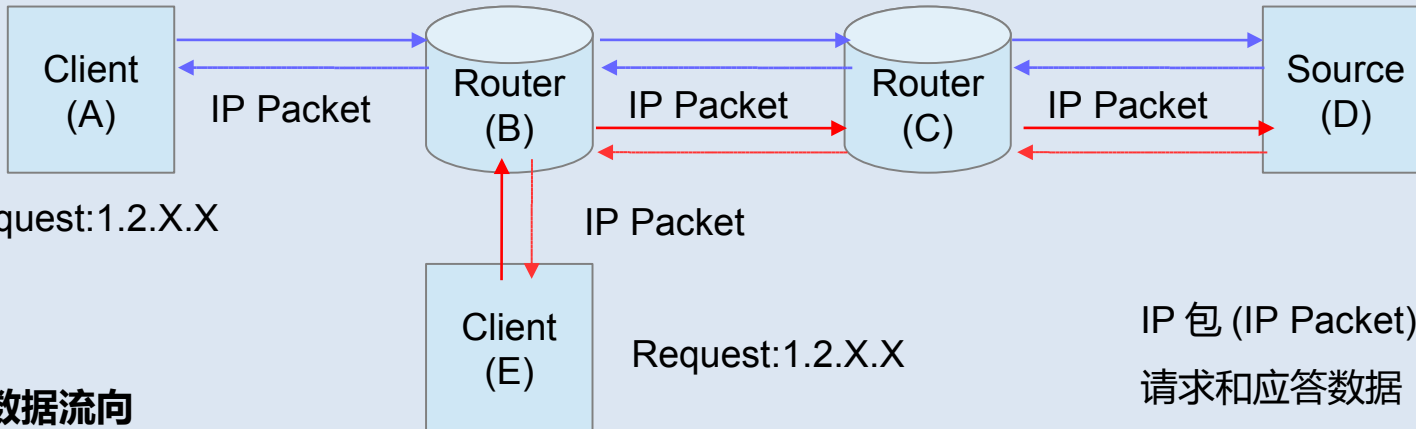 Client
(A)
IP Packet
Router
(B)
IP Packet
Router
(C)
IP Packet
Source
(D)
quest:1.2.X.X
IP Packet
Client
(E)
Request:1.2.X.X
IP 包 (IP Packet)
请求和应答数据
数据流向